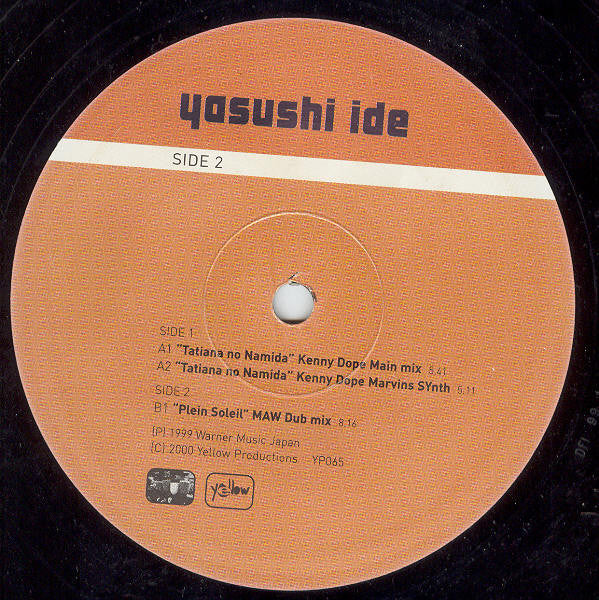 yasushi ide
SIDE 2
SIDE 1
A1 "Tatiana no Namida" Kenny Dope Main mix 5.41
A2 "Tatiana no Namida" Kenny Dope Marvins SYnth 5.11
SIDE 2
B1 "Plein Soleil" MAW Dub mix 8.16
(P) 1999 Warner Music Japan
(C) 2000 Yellow Productions YP065
yellow